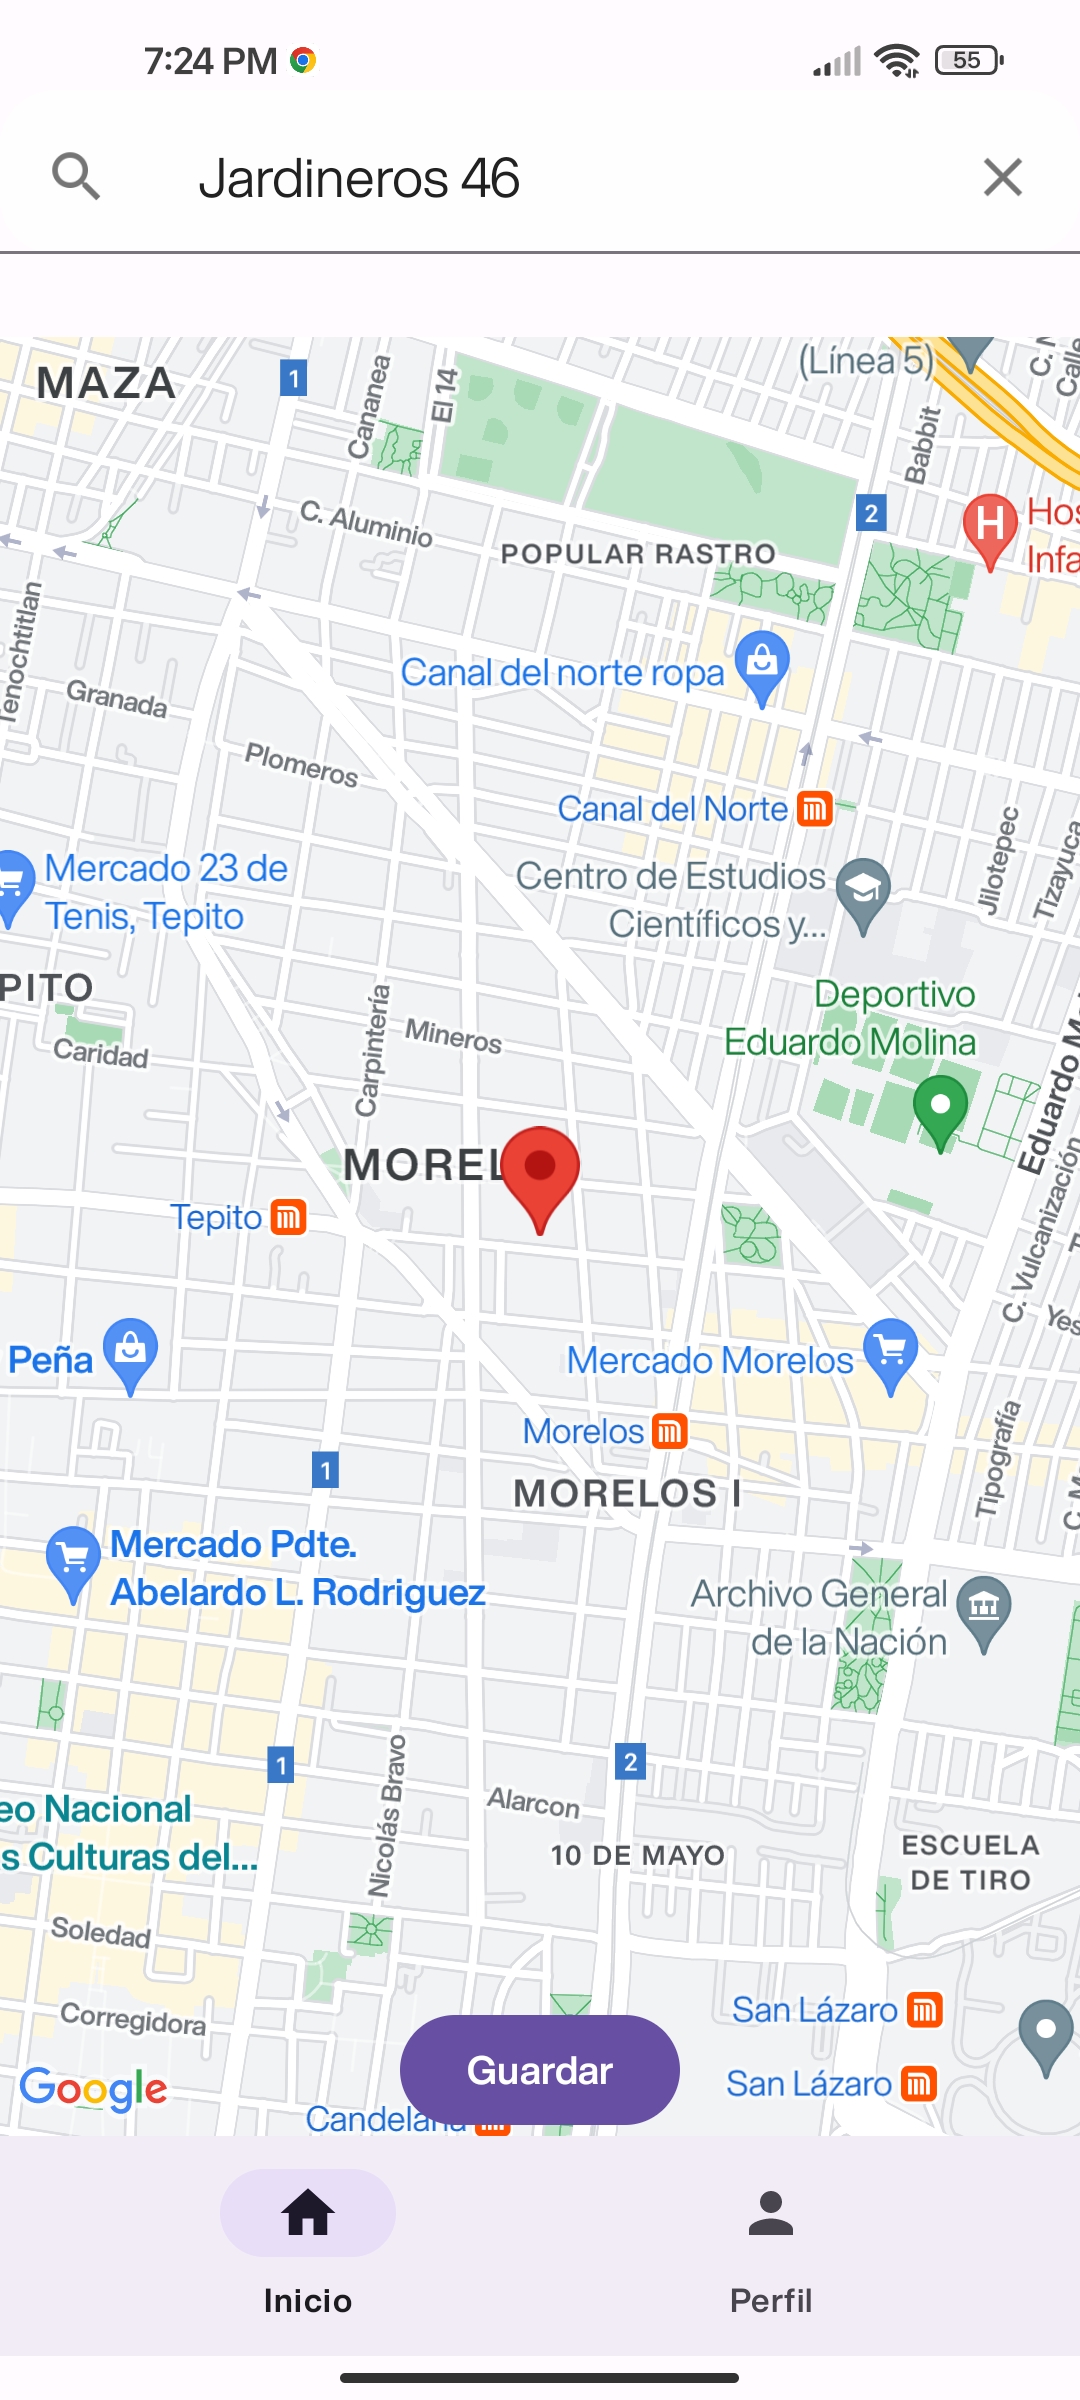 7:24 PM
55
Jardineros 46
MAZA
1
Cananea
El 14
(Línea 5)
Babbit
C. Aluminio
2
POPULAR RASTRO
H
Hos
Infa
Tenochtitlan
Granada
Canal del norte ropa
Plomeros
Canal del Norte
Mercado 23 de
Tenis, Tepito
Centro de Estudios
Científicos y...
Jilotepec
Tizayuca
PITO
Caridad
Carpintería
Mineros
Deportivo
Eduardo Molina
Eduardo Mo
MOREL
Tepito
C. Vulcanización
Yes
Peña
Mercado Morelos
Morelos
MORELOS I
Tipografía
1
Mercado Pdte.
Abelardo L. Rodriguez
Archivo General
de la Nación
1
2
Nicolás Bravo
Alarcon
eo Nacional
s Culturas del...
10 DE MAYO
ESCUELA
DE TIRO
Soledad
Corregidora
San Lázaro
San Lázaro
Google
Guardar
Candelaria
Inicio
Perfil